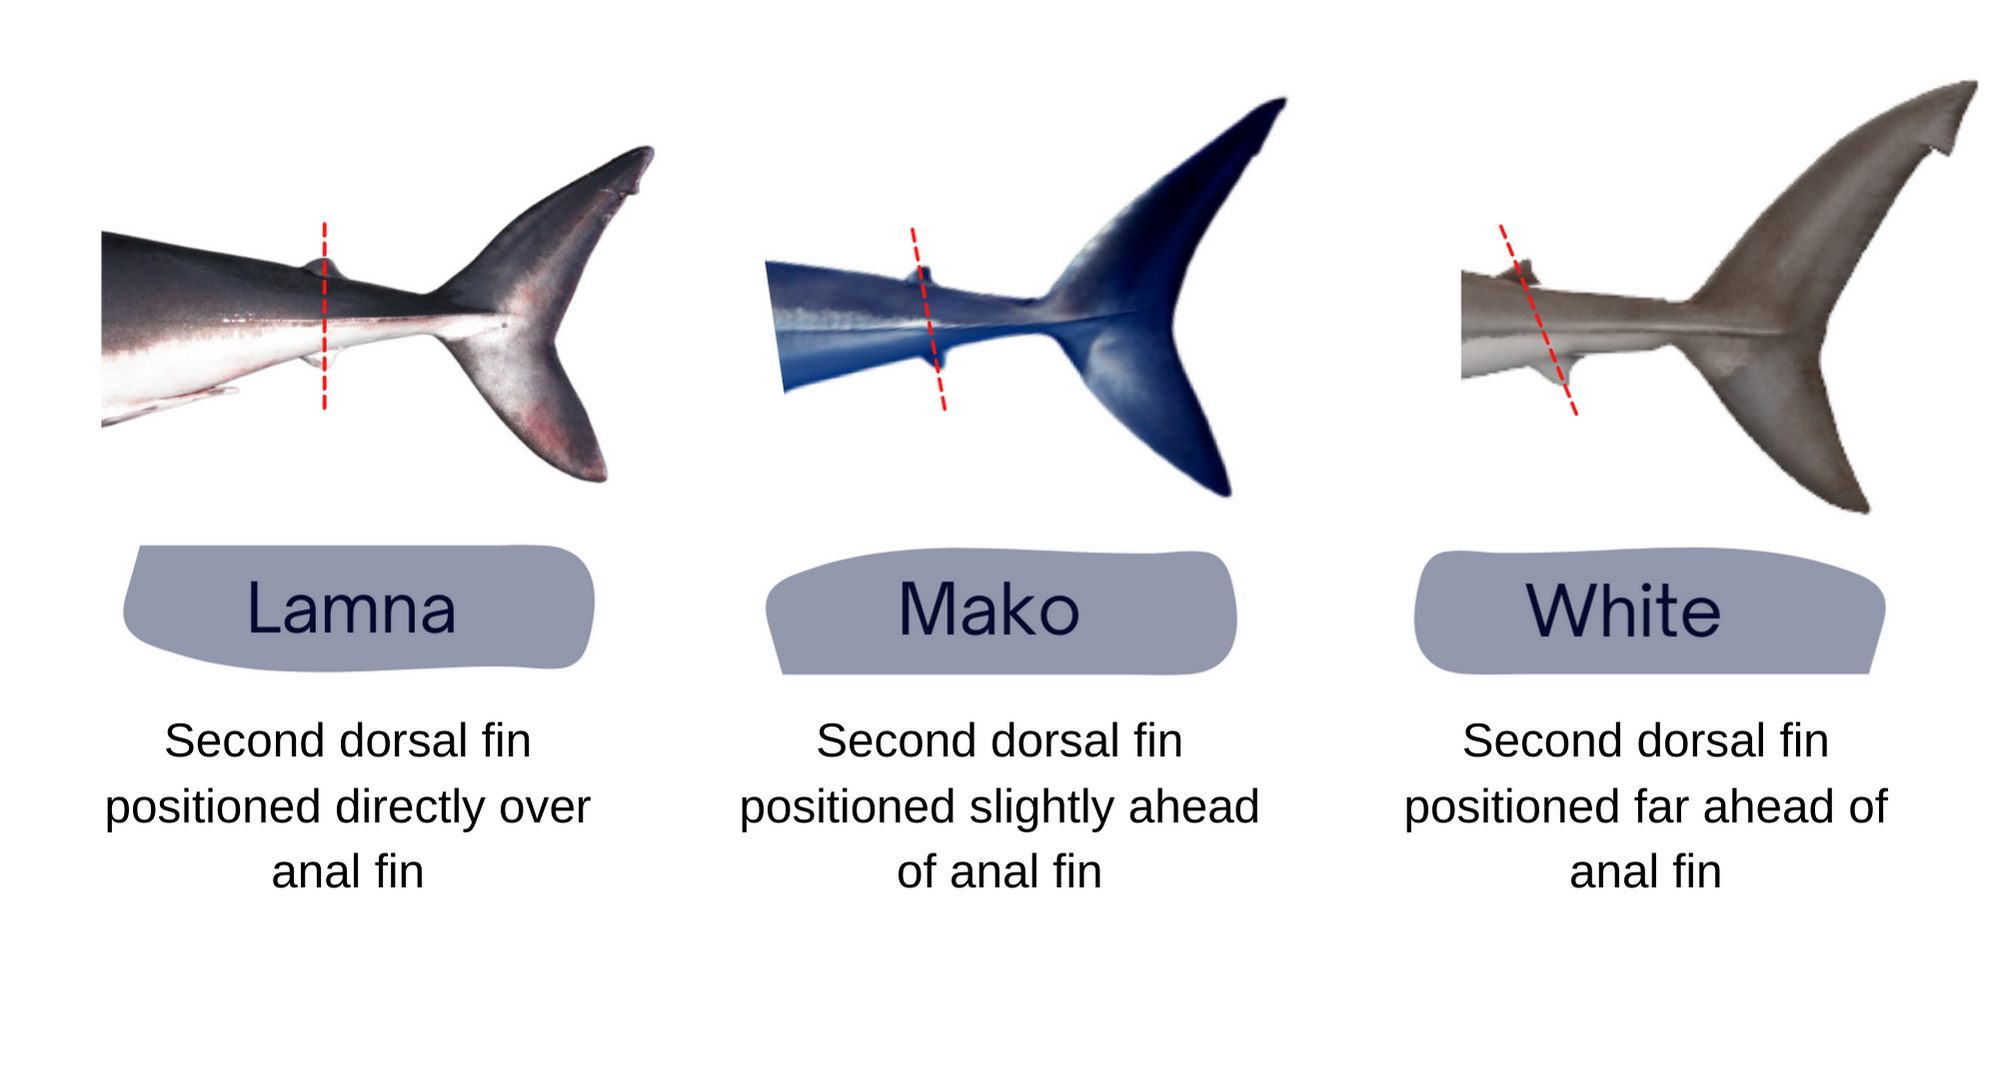 Lamna
Mako
White
Second dorsal fin
positioned directly over
anal fin
Second dorsal fin
positioned slightly ahead
of anal fin
Second dorsal fin
positioned far ahead of
anal fin